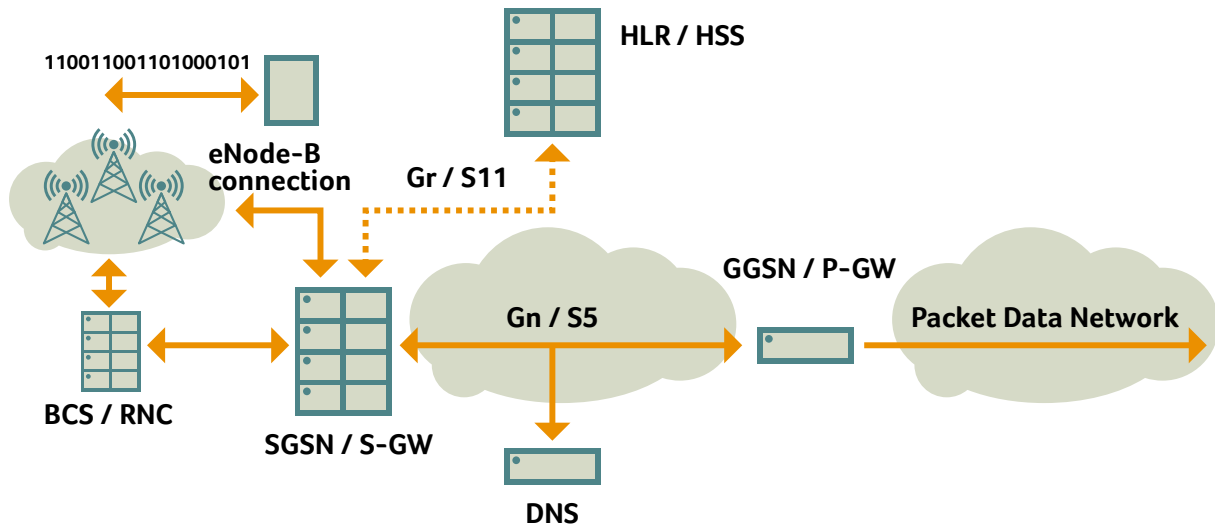 HLR / HSS
110011001101000101
eNode-B
connection
Gr / S11
GGSN / P-GW
Gn / S5
Packet Data Network
BCS / RNC
SGSN / S-GW
DNS